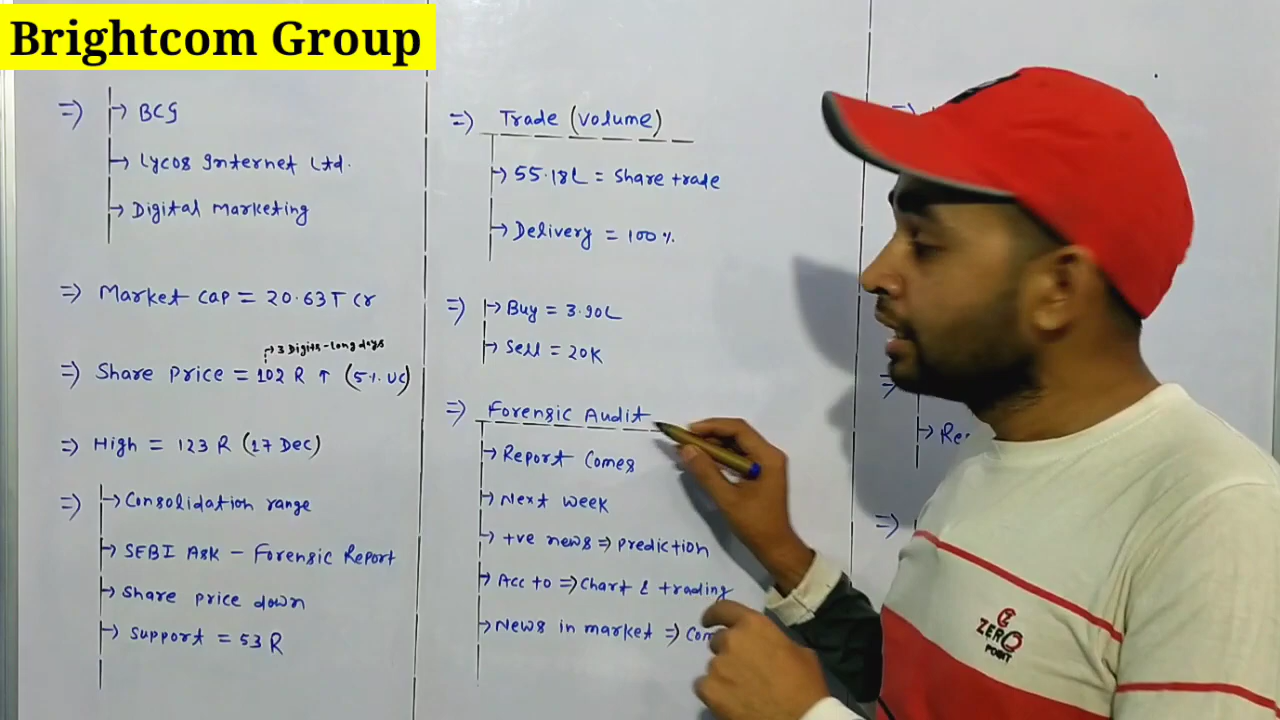 Brightcom Group
=) → BCG
→ Lycos Internet Ltd.
→ Digital Marketing
=) Market cap = 20.63T Cr
→ 3 Digits - long days
=) Share Price = 102 R ↑ (5% UC)
=) High = 123 R (17 Dec)
=) → Consolidation range
→ SEBI Ask - Forensic Report
→ Share price down
→ Support = 53 R
=) Trade (Volume)
→ 55.18L = Share trade
→ Delivery = 100%
=) → Buy = 3.90L
→ Sell = 20K
=) Forensic Audit
→ Report Comes
→ Next week
→ +ve news => prediction
→ Acc to => Chart & trading
→ News in market => Com
=)
=)
→ Re
=)
ZERO
POINT